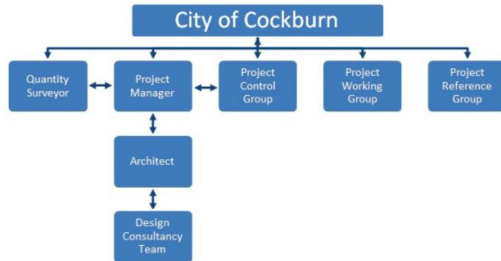 City of Cockburn
Quantity
Surveyor
Project
Manager
Project
Control
Group
Project
Working
Group
Project
Reference
Group
Architect
Design
Consultancy
Team